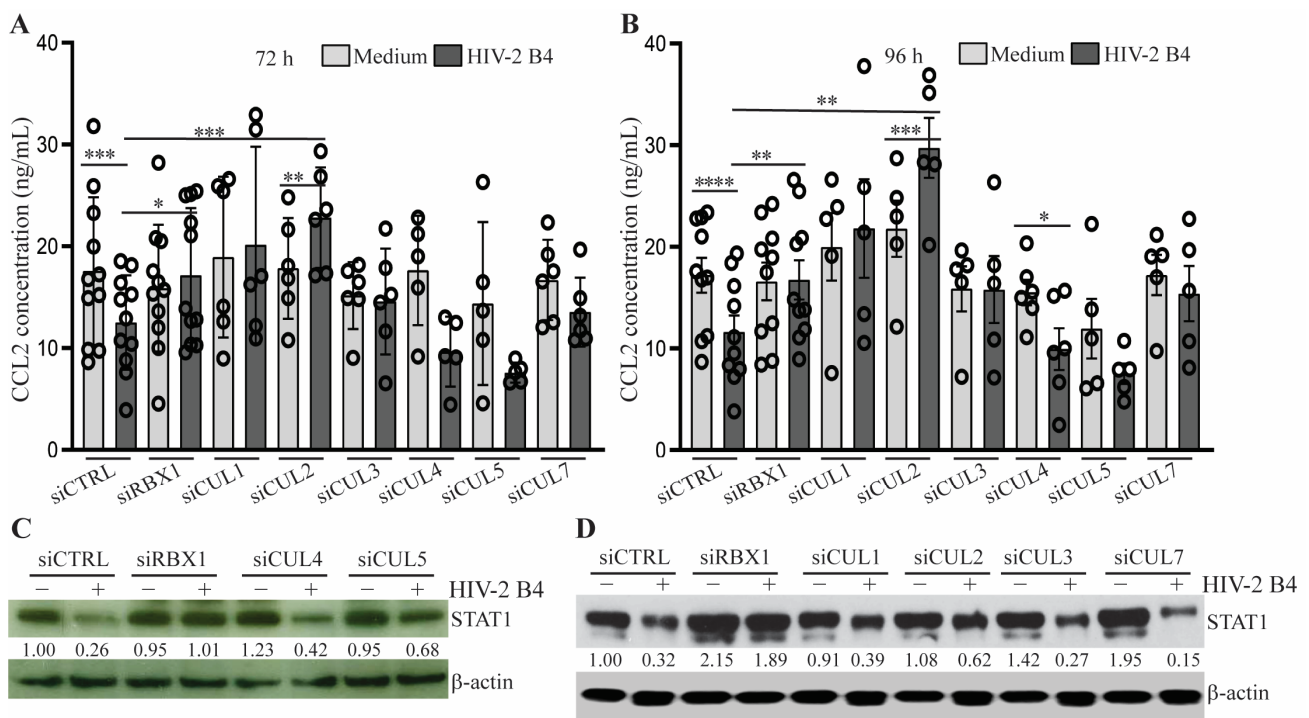 A
B
40
30
20
10
0
CCL2 concentration (ng/mL)
72 h
Medium
HIV-2 B4
***
***
*
**
siCTRL
siRBX1
siCUL1
siCUL2
siCUL3
siCUL4
siCUL5
siCUL7
40
30
20
10
0
CCL2 concentration (ng/mL)
96 h
Medium
HIV-2 B4
**
***
**
****
*
siCTRL
siRBX1
siCUL1
siCUL2
siCUL3
siCUL4
siCUL5
siCUL7
C
siCTRL siRBX1 siCUL4 siCUL5
− + − + − + − + HIV-2 B4
STAT1
1.00 0.26 0.95 1.01 1.23 0.42 0.95 0.68
β-actin
D
siCTRL siRBX1 siCUL1 siCUL2 siCUL3 siCUL7
− + − + − + − + − + − + HIV-2 B4
STAT1
1.00 0.32 2.15 1.89 0.91 0.39 1.08 0.62 1.42 0.27 1.95 0.15
β-actin